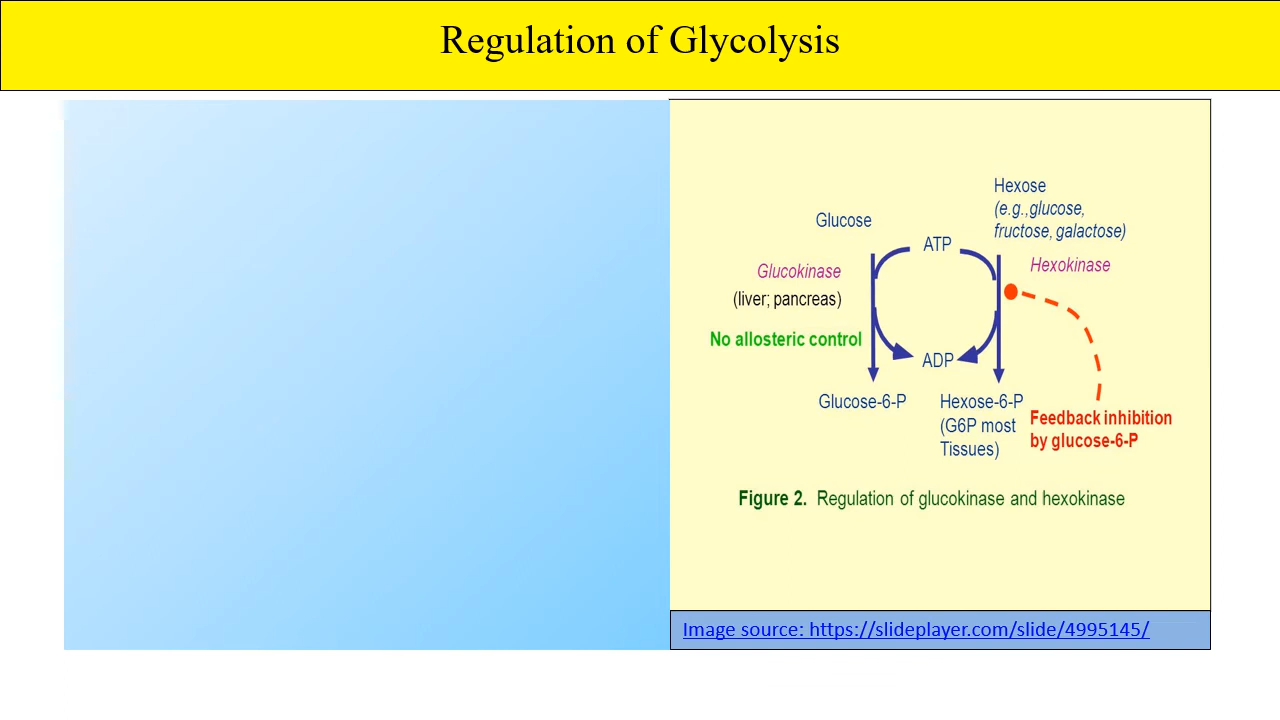 Regulation of Glycolysis
Hexose
(e.g.,glucose,
fructose, galactose)
Glucose
ATP
Hexokinase
Glucokinase
(liver; pancreas)
No allosteric control
ADP
Glucose-6-P
Hexose-6-P
(G6P most
Tissues)
Feedback inhibition
by glucose-6-P
Figure 2. Regulation of glucokinase and hexokinase
Image source: https://slideplayer.com/slide/4995145/